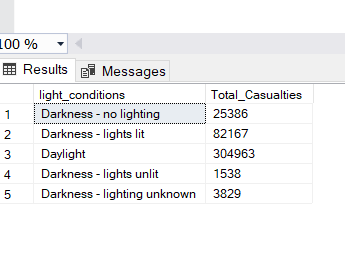 100 %
Results Messages
light_conditions Total_Casualties
1 Darkness - no lighting 25386
2 Darkness - lights lit 82167
3 Daylight 304963
4 Darkness - lights unlit 1538
5 Darkness - lighting unknown 3829